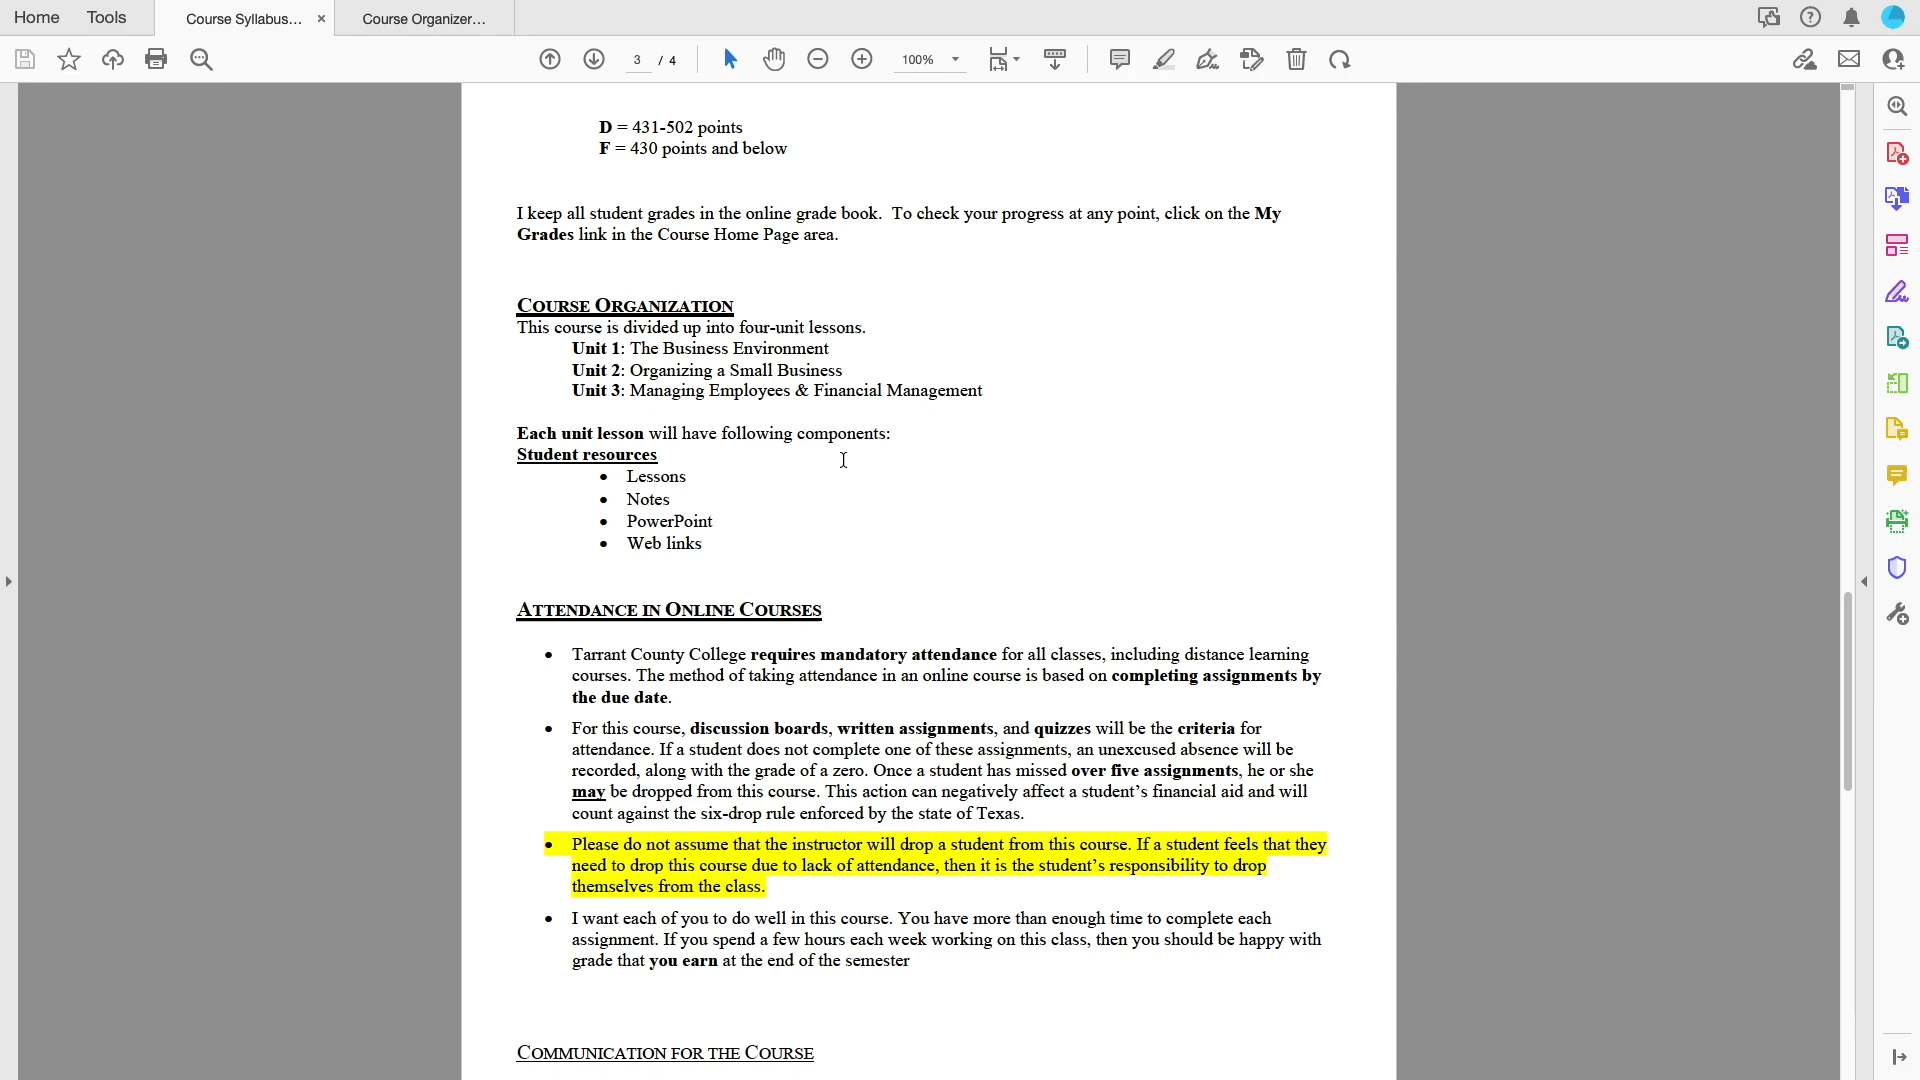 Home Tools Course Syllabus... × Course Organizer...
3 / 4 100%
D = 431-502 points
F = 430 points and below
I keep all student grades in the online grade book. To check your progress at any point, click on the My
Grades link in the Course Home Page area.
COURSE ORGANIZATION
This course is divided up into four-unit lessons.
Unit 1: The Business Environment
Unit 2: Organizing a Small Business
Unit 3: Managing Employees & Financial Management
Each unit lesson will have following components:
Student resources
• Lessons
• Notes
• PowerPoint
• Web links
ATTENDANCE IN ONLINE COURSES
• Tarrant County College requires mandatory attendance for all classes, including distance learning
courses. The method of taking attendance in an online course is based on completing assignments by
the due date.
• For this course, discussion boards, written assignments, and quizzes will be the criteria for
attendance. If a student does not complete one of these assignments, an unexcused absence will be
recorded, along with the grade of a zero. Once a student has missed over five assignments, he or she
may be dropped from this course. This action can negatively affect a student's financial aid and will
count against the six-drop rule enforced by the state of Texas.
• Please do not assume that the instructor will drop a student from this course. If a student feels that they
need to drop this course due to lack of attendance, then it is the student's responsibility to drop
themselves from the class.
• I want each of you to do well in this course. You have more than enough time to complete each
assignment. If you spend a few hours each week working on this class, then you should be happy with
grade that you earn at the end of the semester
COMMUNICATION FOR THE COURSE